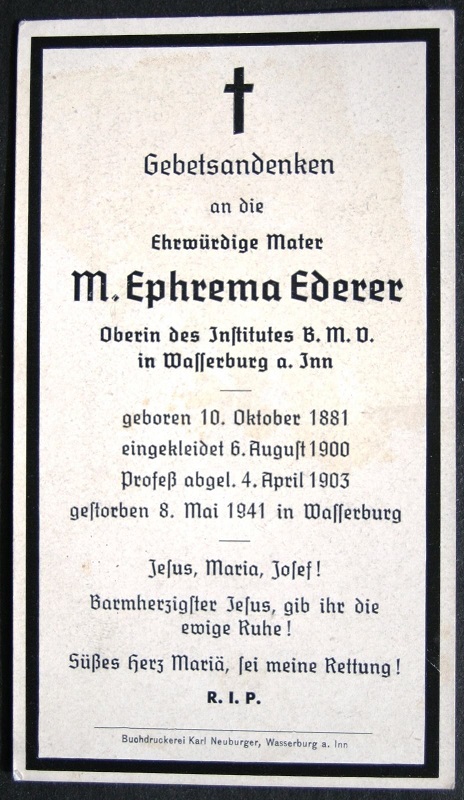 Gebetsandenken
an die
Ehrwürdige Mater
M. Ephrema Ederer
Oberin des Institutes B. M. V.
in Wasserburg a. Inn
geboren 10. Oktober 1881
eingekleidet 6. August 1900
Profeß abgel. 4. April 1903
gestorben 8. Mai 1941 in Wasserburg
Jesus, Maria, Josef!
Barmherzigster Jesus, gib ihr die
ewige Ruhe!
Süßes Herz Mariä, sei meine Rettung!
R. I. P.
Buchdruckerei Karl Neuburger, Wasserburg a. Inn